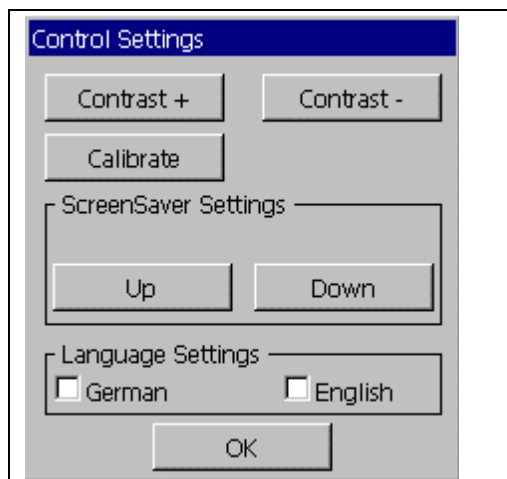 Control Settings
Contrast + Contrast -
Calibrate
ScreenSaver Settings
Up Down
Language Settings
German English
OK